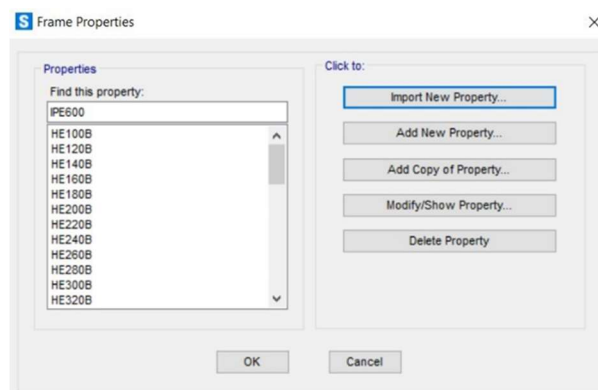 S Frame Properties
Properties
Find this property:
IPE600
HE100B
HE120B
HE140B
HE160B
HE180B
HE200B
HE220B
HE240B
HE260B
HE280B
HE300B
HE320B
Click to:
Import New Property...
Add New Property...
Add Copy of Property...
Modify/Show Property...
Delete Property
OK
Cancel